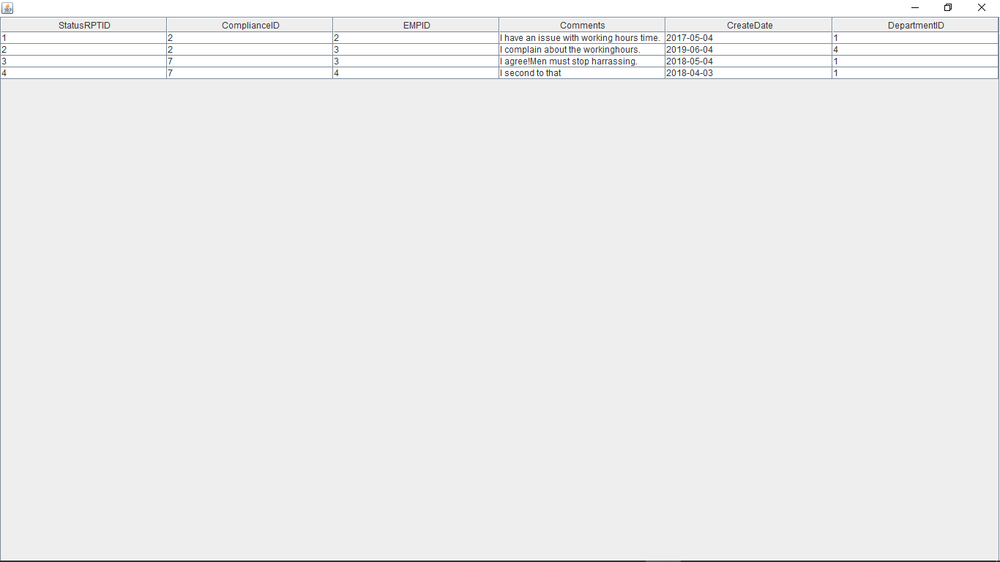 StatusRPTID ComplianceID EMPID Comments CreateDate DepartmentID
1 2 2 I have an issue with working hours time. 2017-05-04 1
2 2 3 I complain about the workinghours. 2019-06-04 4
3 7 3 I agree!Men must stop harrassing. 2018-05-04 1
4 7 4 I second to that 2018-04-03 1